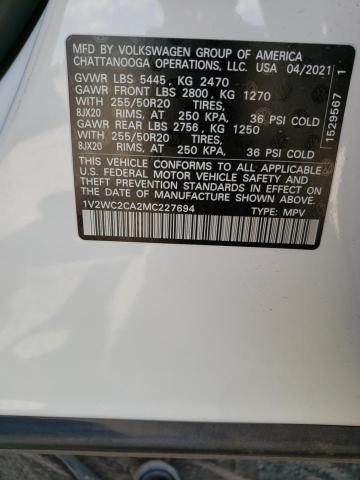 MFD BY VOLKSWAGEN GROUP OF AMERICA
CHATTANOOGA OPERATIONS, LLC. USA 04/2021
GVWR LBS 5445, KG 2470
GAWR FRONT LBS 2800, KG 1270
WITH 255/50R20 TIRES,
8JX20 RIMS, AT 250 KPA, 36 PSI COLD
GAWR REAR LBS 2756, KG 1250
WITH 255/50R20 TIRES,
8JX20 RIMS, AT 250 KPA, 36 PSI COLD
THIS VEHICLE CONFORMS TO ALL APPLICABLE
U.S. FEDERAL MOTOR VEHICLE SAFETY AND
THEFT PREVENTION STANDARDS IN EFFECT ON
THE DATE OF MANUFACTURE SHOWN ABOVE.
1V2WC2CA2MC227694 TYPE: MPV
1529567 1